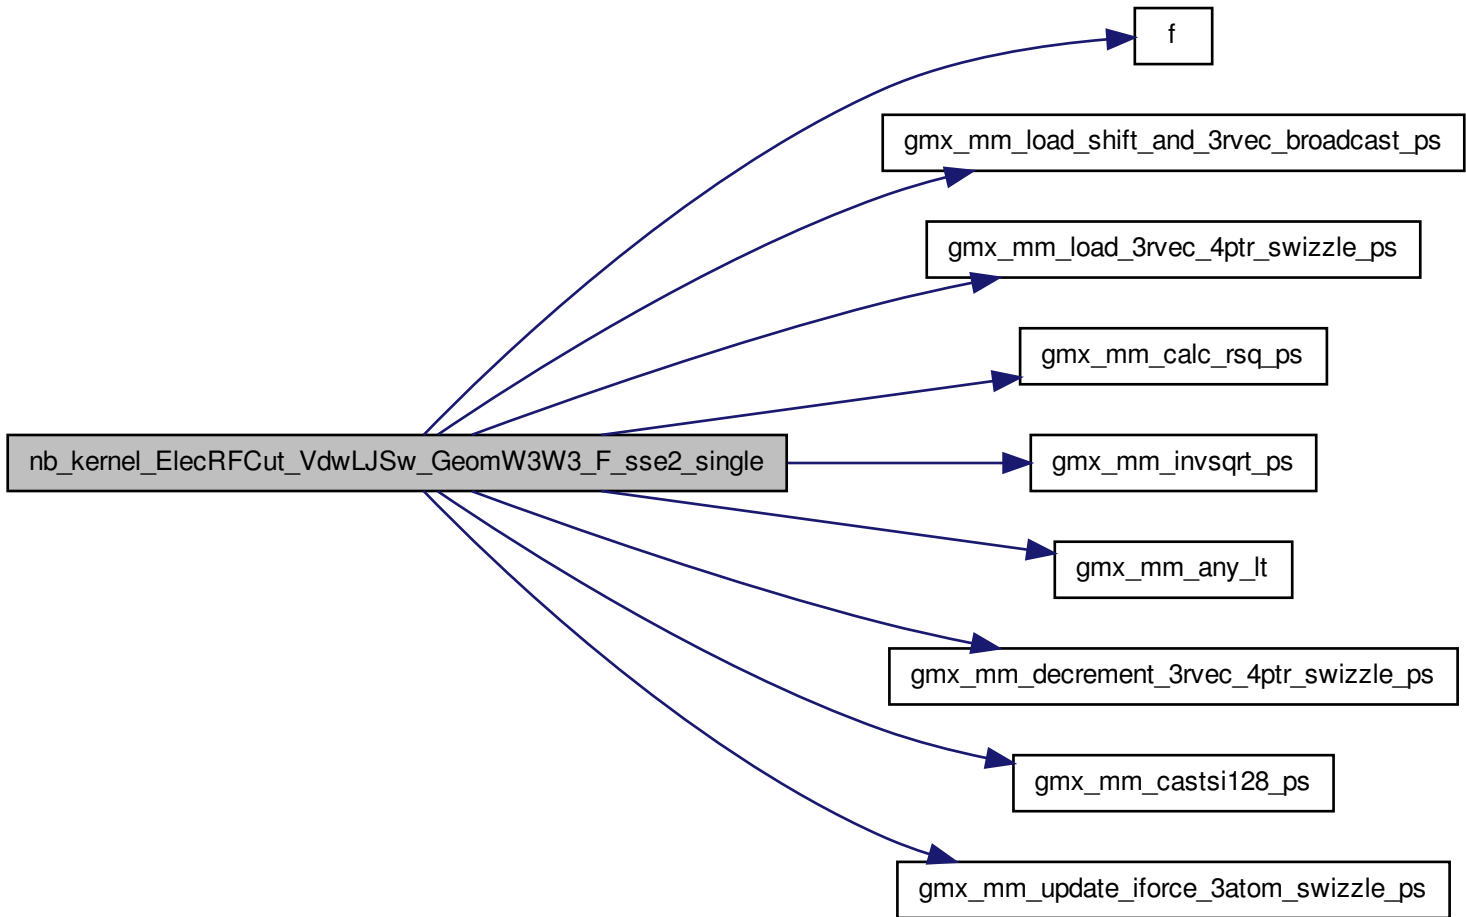 f
gmx_mm_load_shift_and_3rvec_broadcast_ps
gmx_mm_load_3rvec_4ptr_swizzle_ps
gmx_mm_calc_rsq_ps
nb_kernel_ElecRFCut_VdwLJSw_GeomW3W3_F_sse2_single
gmx_mm_invsqrt_ps
gmx_mm_any_lt
gmx_mm_decrement_3rvec_4ptr_swizzle_ps
gmx_mm_castsi128_ps
gmx_mm_update_iforce_3atom_swizzle_ps